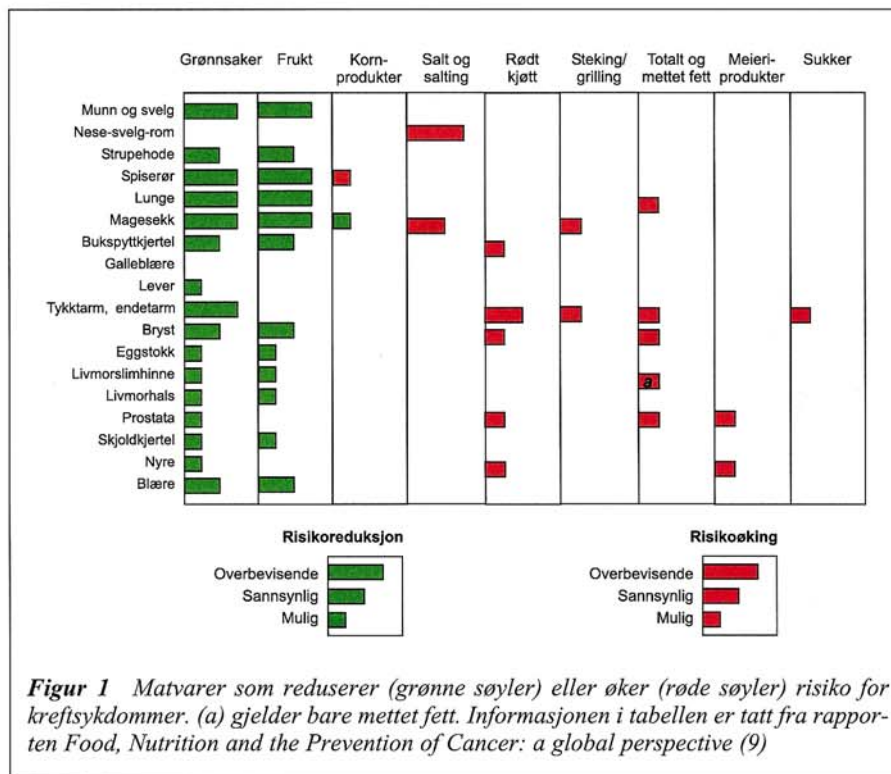 Grønnsaker Frukt Korn- Salt og Rødt Steking/ Totalt og Meieri- Sukker
produkter salting kjøtt grilling mettet fett produkter
Munn og svelg
Nese-svelg-rom
Strupehode
Spiserør
Lunge
Magesekk
Bukspyttkjertel
Galleblære
Lever
Tykktarm, endetarm
Bryst
Eggstokk
Livmorslimhinne
a
Livmorhals
Prostata
Skjoldkjertel
Nyre
Blære
Risikoreduksjon
Overbevisende
Sannsynlig
Mulig
Risikoøking
Overbevisende
Sannsynlig
Mulig
Figur 1 Matvarer som reduserer (grønne søyler) eller øker (røde søyler) risiko for
kreftsykdommer. (a) gjelder bare mettet fett. Informasjonen i tabellen er tatt fra rappor-
ten Food, Nutrition and the Prevention of Cancer: a global perspective (9)